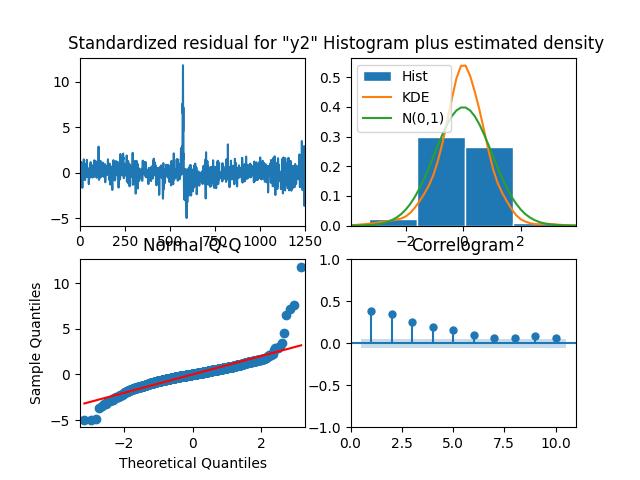 Standardized residual for "y2"
Histogram plus estimated density
10
5
0
−5
0 250 500 750 1000 1250
0.5
0.4
0.3
0.2
0.1
0.0
Hist
KDE
N(0,1)
−2 0 2
Normal Q-Q
Correlogram
Sample Quantiles
10
5
0
−5
−2 0 2
Theoretical Quantiles
1.0
0.5
0.0
−0.5
−1.0
0.0 2.5 5.0 7.5 10.0